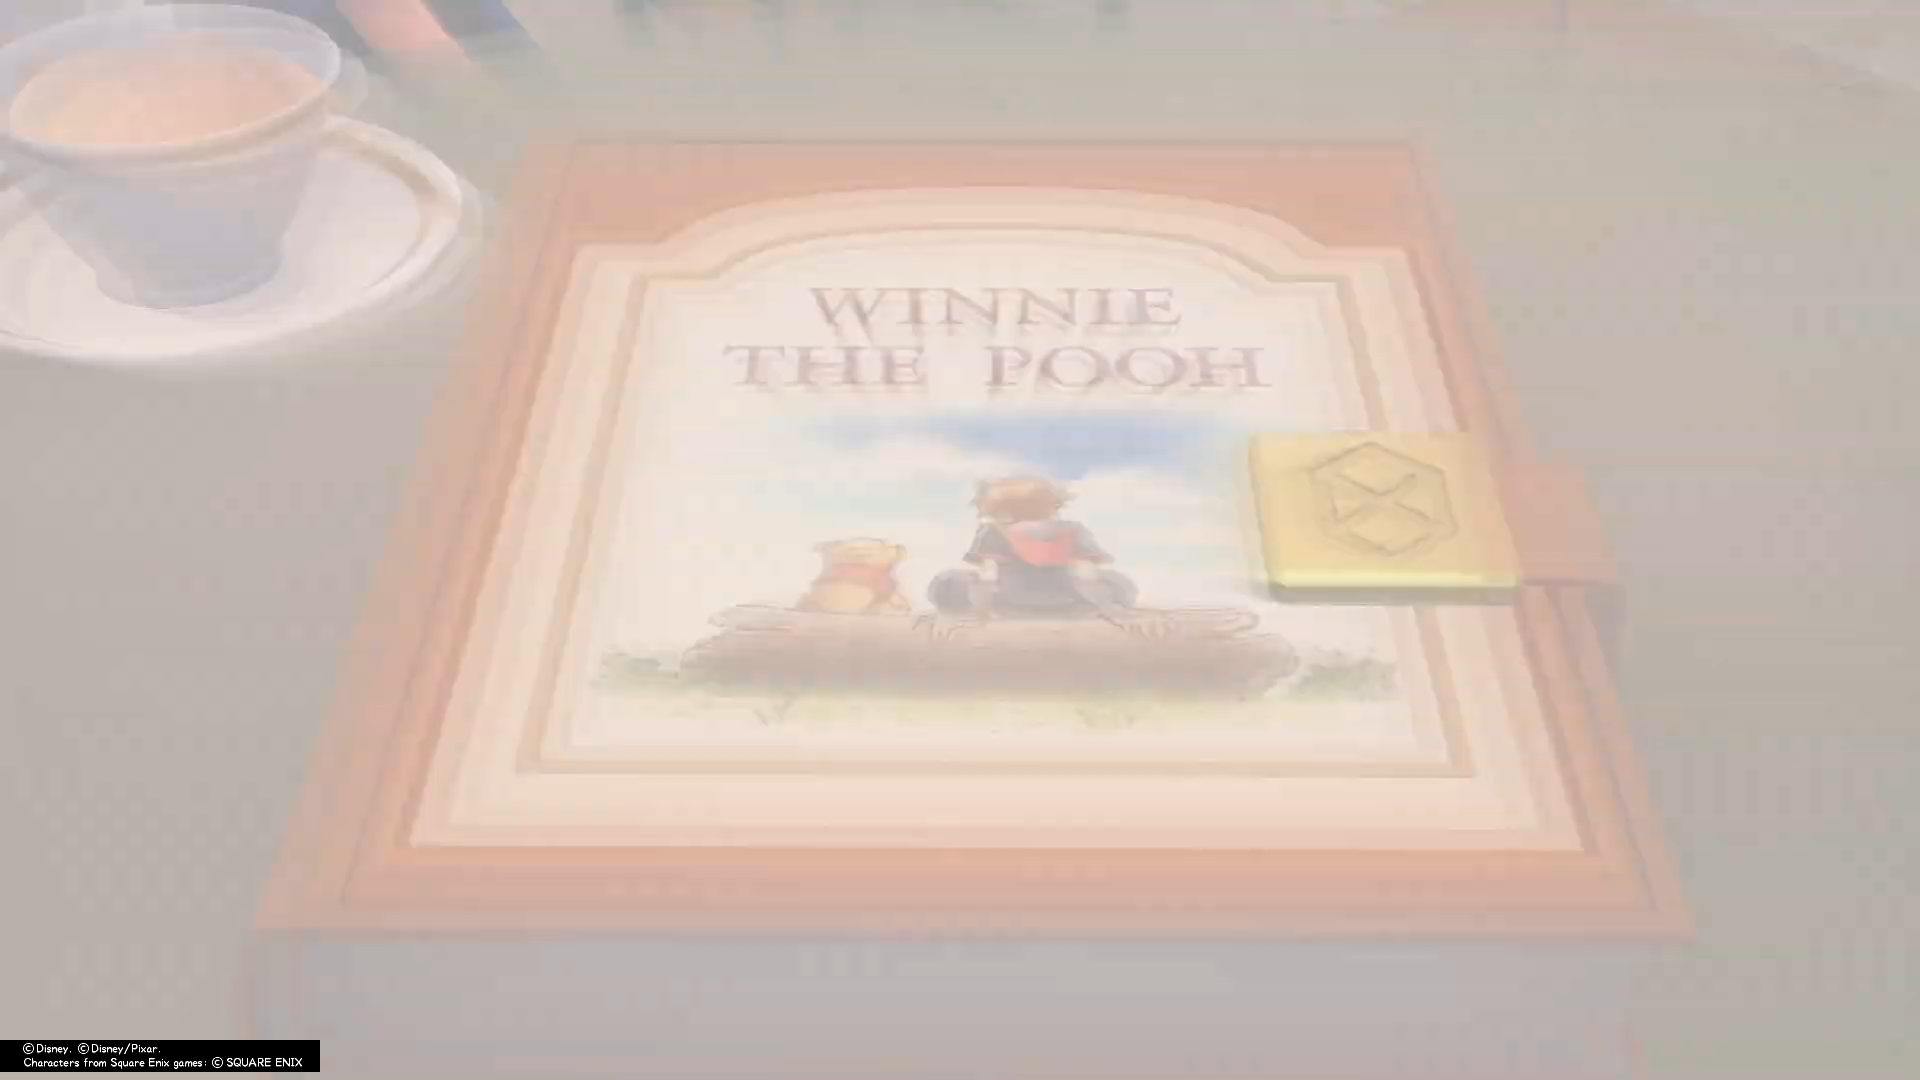 WINNIE
THE POOH
©Disney. ©Disney/Pixar.
Characters from Square Enix games: © SQUARE ENIX